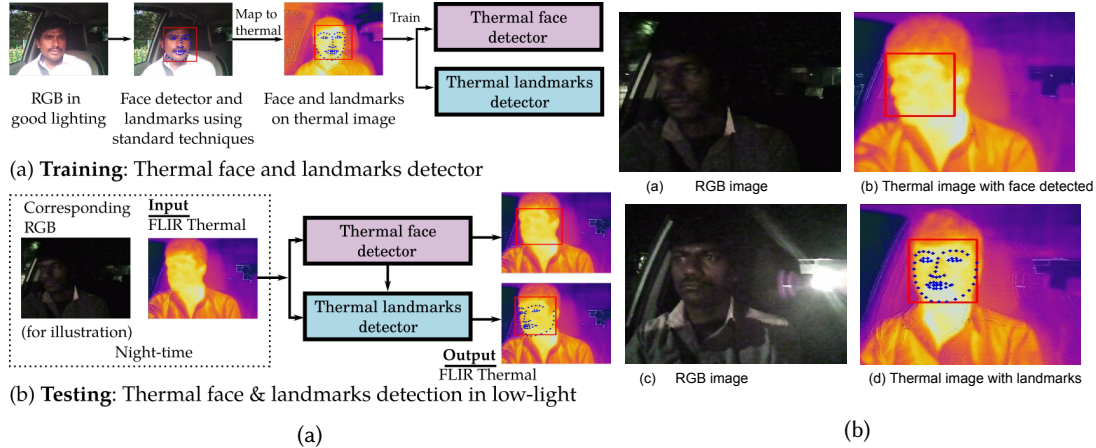 Map to
thermal
Train
Thermal face
detector
Thermal landmarks
detector
RGB in
good lighting
Face detector and
landmarks using
standard techniques
Face and landmarks
on thermal image
(a) Training: Thermal face and landmarks detector
Corresponding
RGB
Input
FLIR Thermal
(for illustration)
Night-time
Thermal face
detector
Thermal landmarks
detector
Output
FLIR Thermal
(b) Testing: Thermal face & landmarks detection in low-light
(a)
(a) RGB image
(b) Thermal image with face detected
(c) RGB image
(d) Thermal image with landmarks
(b)